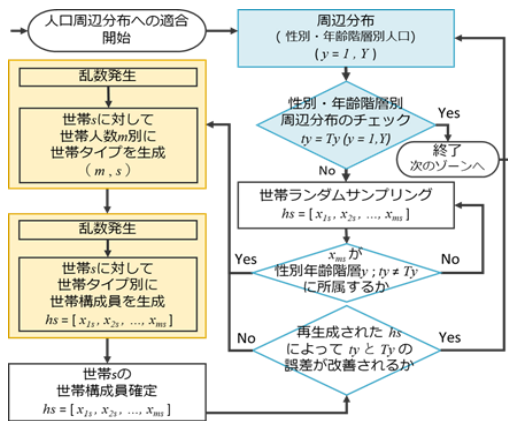 人口周辺分布への適合
開始
周辺分布
( 性別・年齢階層別人口 )
( y = 1 , Y )
性別・年齢階層別
周辺分布のチェック
ty = Ty (y = 1,Y)
Yes
終了
次のゾーンへ
No
世帯ランダムサンプリング
hs = [ x1s, x2s, ..., xms ]
xms が
性別年齢階層y ; ty ≠ Ty
に所属するか
Yes
No
乱数発生
世帯sに対して
世帯人数m別に
世帯タイプを生成
( m , s )
乱数発生
世帯sに対して
世帯タイプ別に
世帯構成員を生成
hs = [ x1s, x2s, ..., xms ]
世帯sの
世帯構成員確定
hs = [ x1s, x2s, ..., xms ]
再生成された hs
によって ty と Ty の
誤差が改善されるか
No
Yes